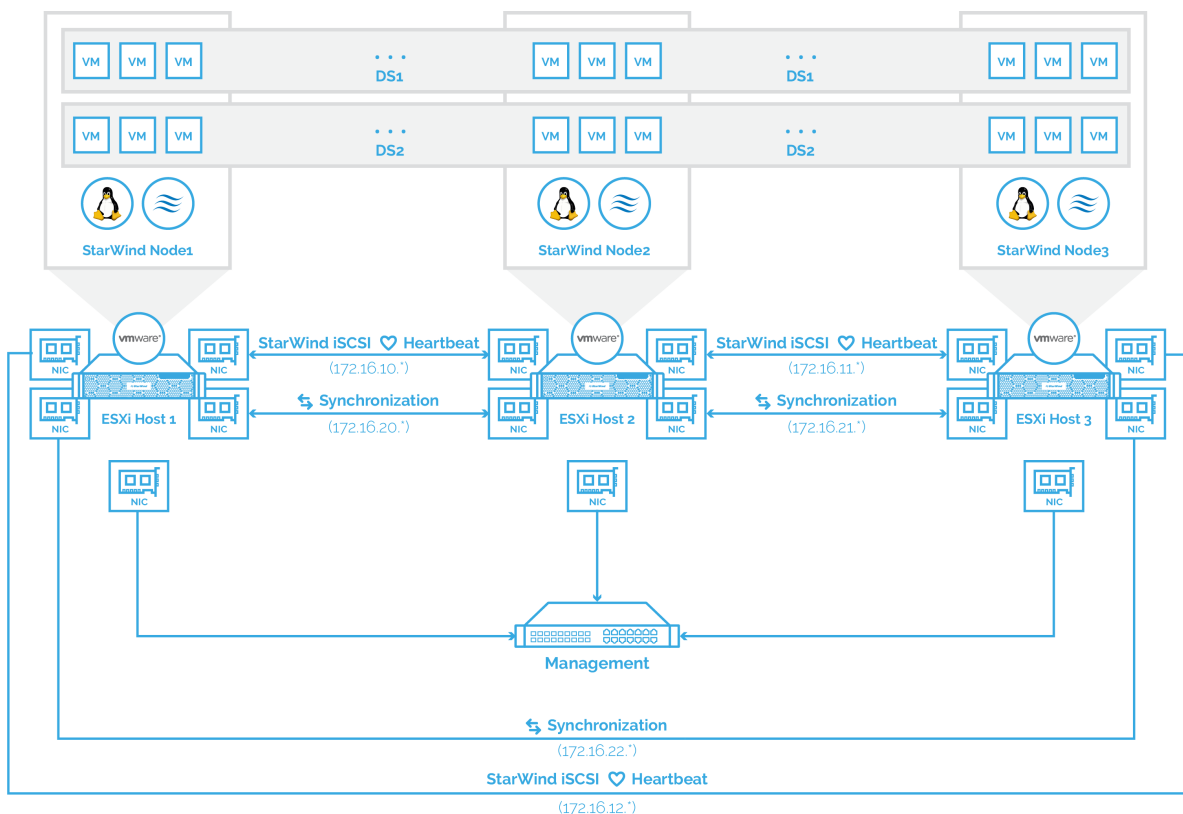 VM VM VM DS1 VM VM VM DS1 VM VM VM
VM VM VM DS2 VM VM VM DS2 VM VM VM
StarWind Node1 StarWind Node2 StarWind Node3
vmware® vmware® vmware®
StarWind iSCSI Heartbeat StarWind iSCSI Heartbeat
(172.16.10.*) (172.16.11.*)
NIC NIC NIC NIC NIC NIC
Synchronization Synchronization
ESXi Host 1 ESXi Host 2 ESXi Host 3
(172.16.20.*) (172.16.21.*)
NIC NIC NIC NIC NIC NIC
NIC NIC NIC
Management
Synchronization
(172.16.22.*)
StarWind iSCSI Heartbeat
(172.16.12.*)